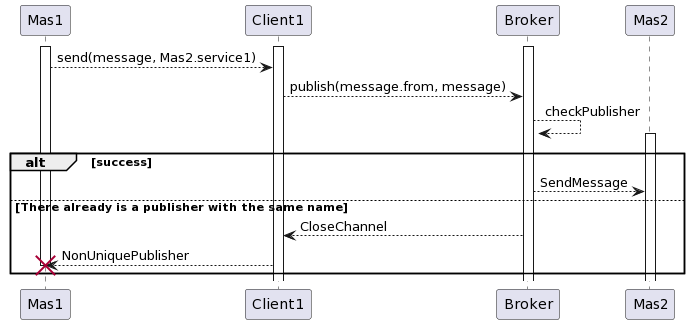 Mas1 Client1 Broker Mas2
send(message, Mas2.service1)
publish(message.from, message)
checkPublisher
alt [success]
SendMessage
[There already is a publisher with the same name]
CloseChannel
NonUniquePublisher
Mas1 Client1 Broker Mas2